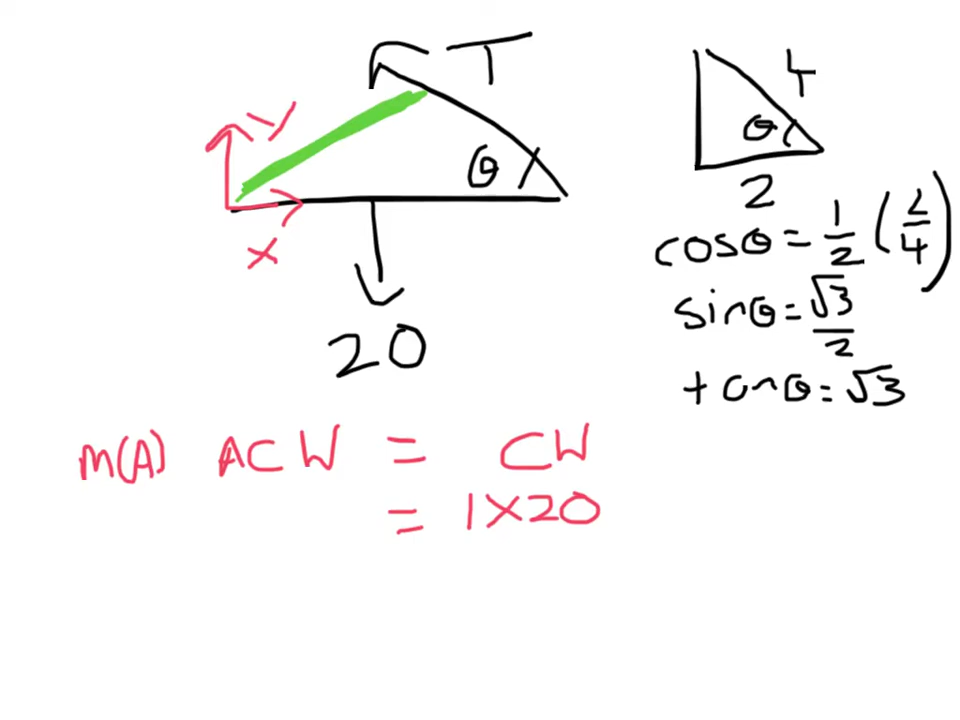 T
4
y
θ
θ
2
x
cosθ = 1/2 (2/4)
sinθ = √3/2
20
tanθ = √3
M(A) ACW = CW
= 1×20